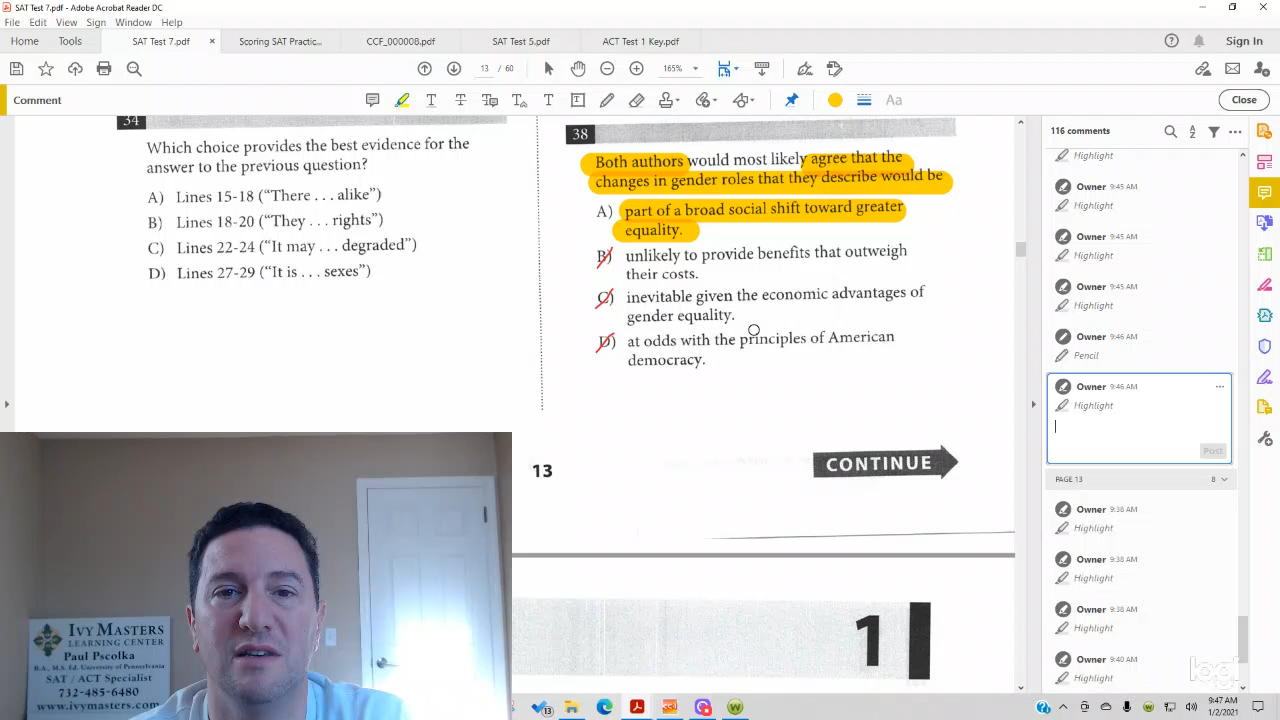 SAT Test 7.pdf - Adobe Acrobat Reader DC
File Edit View Sign Window Help
Home Tools SAT Test 7.pdf × Scoring SAT Practic... CCF_000008.pdf SAT Test 5.pdf ACT Test 1 Key.pdf Sign In
13 / 60 165%
Comment Aa Close
34
Which choice provides the best evidence for the
answer to the previous question?
A) Lines 15-18 (“There . . . alike”)
B) Lines 18-20 (“They . . . rights”)
C) Lines 22-24 (“It may . . . degraded”)
D) Lines 27-29 (“It is . . . sexes”)
38
Both authors would most likely agree that the
changes in gender roles that they describe would be
A) part of a broad social shift toward greater
equality.
B) unlikely to provide benefits that outweigh
their costs.
C) inevitable given the economic advantages of
gender equality.
D) at odds with the principles of American
democracy.
13
CONTINUE
1
116 comments
Highlight
Owner 9:45 AM
Highlight
Owner 9:45 AM
Highlight
Owner 9:45 AM
Highlight
Owner 9:46 AM
Pencil
Owner 9:46 AM
Highlight
Post
PAGE 13 8
Owner 9:38 AM
Highlight
Owner 9:38 AM
Highlight
Owner 9:38 AM
Highlight
Owner 9:40 AM
Highlight
IVY MASTERS
LEARNING CENTER
Paul Pscolka
B.A., M.S. Ed. University of Pennsylvania
SAT / ACT Specialist
732-485-6480
www.ivymasters.com
13
9:47 AM
1/2/2021